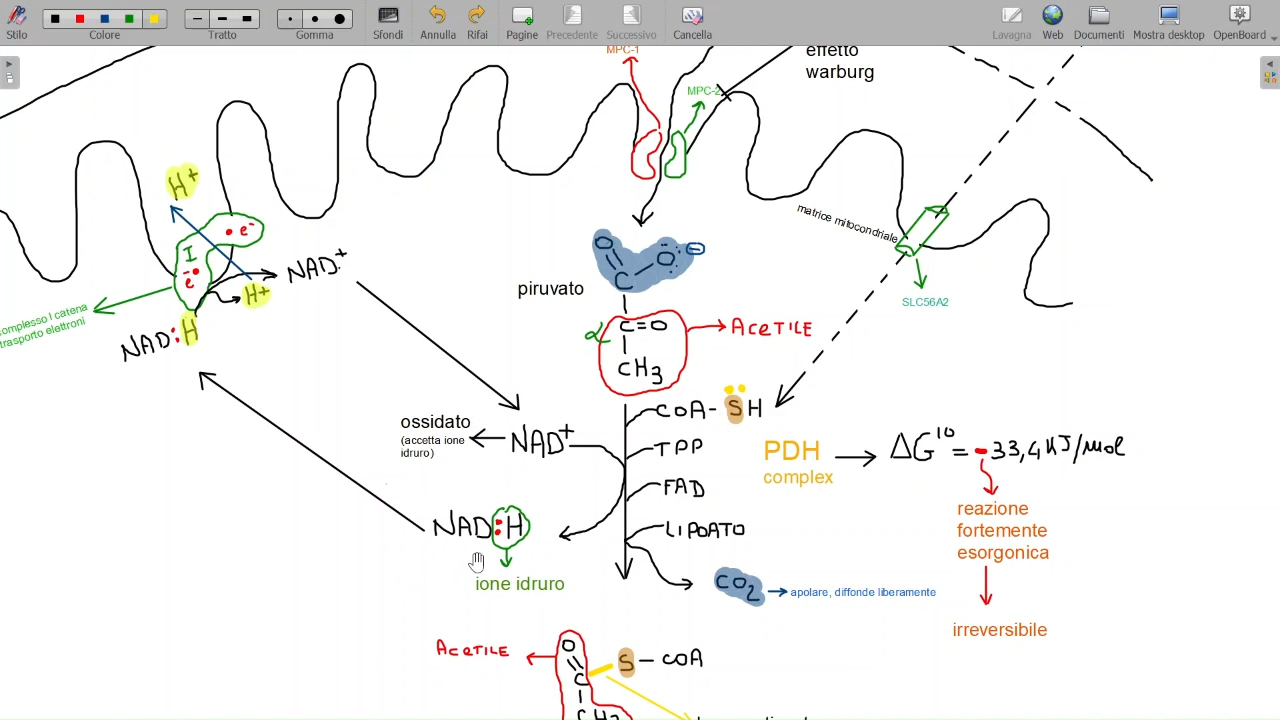 Stilo
Colore
Tratto
Gomma
Sfondi
Annulla
Rifai
Pagine
Precedente
Successivo
Cancella
Lavagna
Web
Documenti
Mostra desktop
OpenBoard
MPC-1
effetto
warburg
MPC-2
H+
e-
I
e-
NAD+
H+
matrice mitocondriale
SLC56A2
omplesso I catena
trasporto elettroni
NAD:H
O
O
C
piruvato
α
C=O
CH3
ACETILE
COA-SH
ossidato
(accetta ione
idruro)
NAD+
TPP
PDH
complex
ΔG'° = -33,4 KJ/mol
FAD
NAD:H
LIPOATO
reazione
fortemente
esorgonica
ione idruro
CO2
apolare, diffonde liberamente
irreversibile
ACETILE
O
C
S-COA
CH3